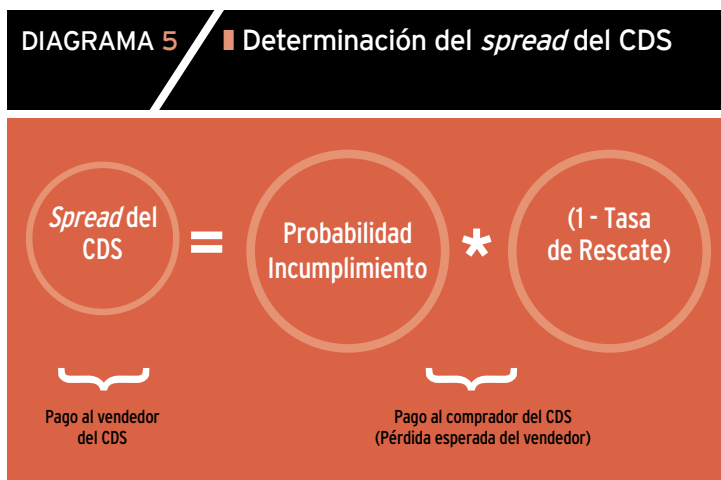 DIAGRAMA 5
Determinación del spread del CDS
Spread del
CDS
=
Probabilidad
Incumplimiento
*
(1 - Tasa
de Rescate)
Pago al vendedor
del CDS
Pago al comprador del CDS
(Pérdida esperada del vendedor)